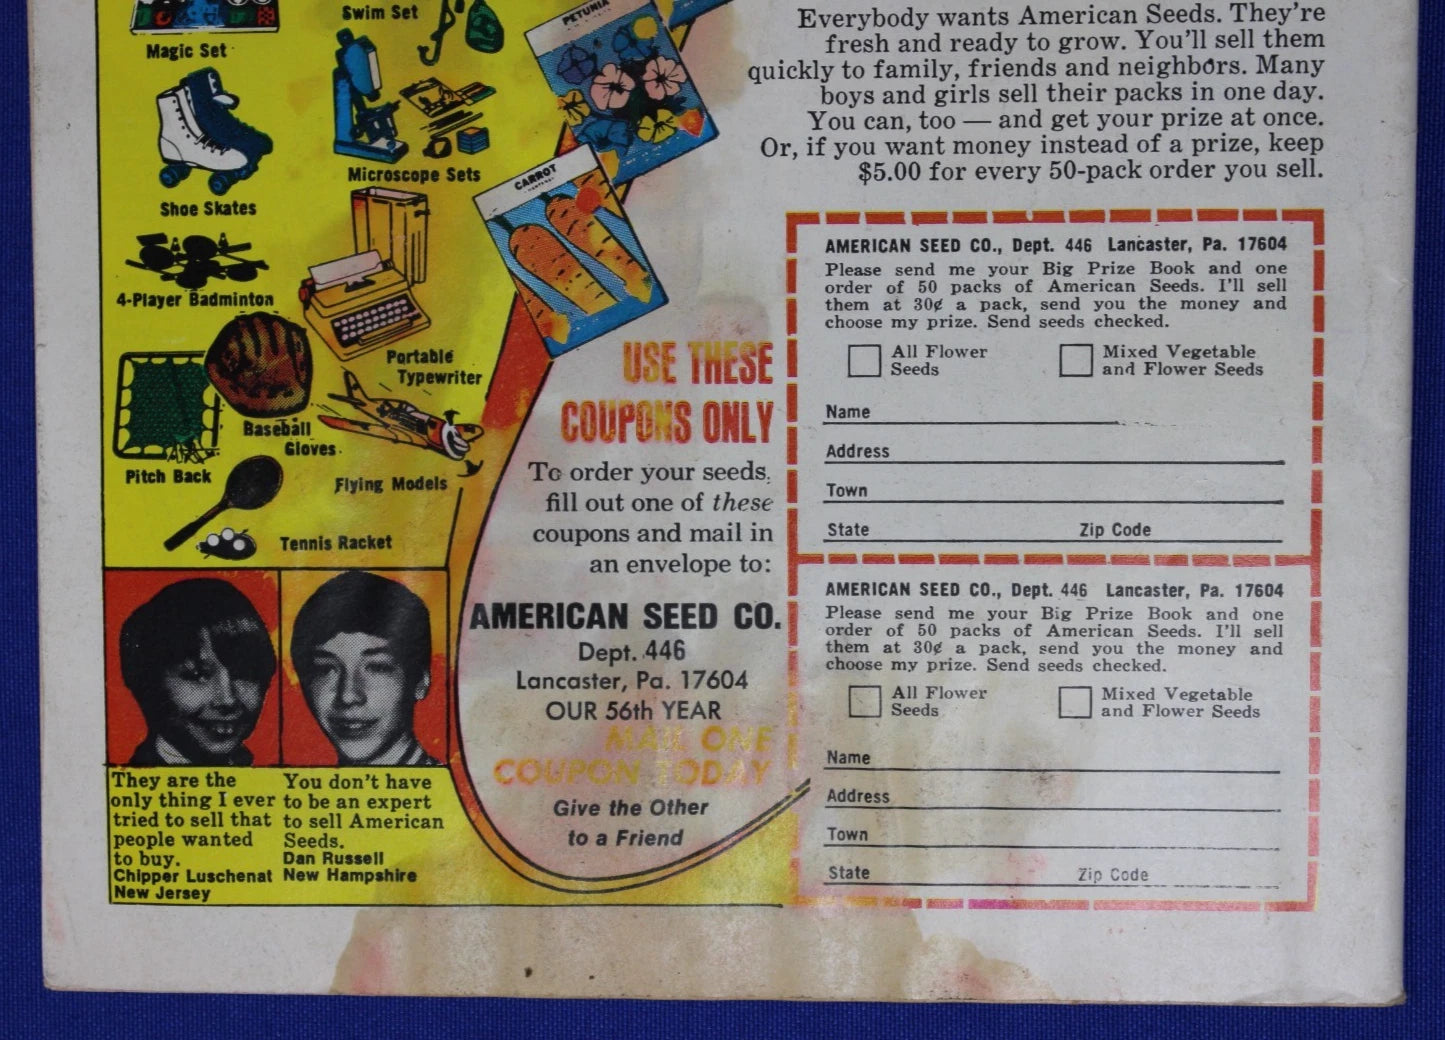 Magic Set
Swim Set
PETUNIA
Everybody wants American Seeds. They're
fresh and ready to grow. You'll sell them
quickly to family, friends and neighbors. Many
boys and girls sell their packs in one day.
You can, too — and get your prize at once.
Or, if you want money instead of a prize, keep
$5.00 for every 50-pack order you sell.
Shoe Skates
Microscope Sets
CARROT
4-Player Badminton
Portable
Typewriter
Baseball
Gloves
Pitch Back
Flying Models
Tennis Racket
USE THESE
COUPONS ONLY
To order your seeds,
fill out one of these
coupons and mail in
an envelope to:
AMERICAN SEED CO.
Dept. 446
Lancaster, Pa. 17604
OUR 56th YEAR
MAIL ONE
COUPON TODAY
Give the Other
to a Friend
They are the
only thing I ever
tried to sell that
people wanted
to buy.
Chipper Luschenat
New Jersey
You don't have
to be an expert
to sell American
Seeds.
Dan Russell
New Hampshire
AMERICAN SEED CO., Dept. 446 Lancaster, Pa. 17604
Please send me your Big Prize Book and one
order of 50 packs of American Seeds. I'll sell
them at 30¢ a pack, send you the money and
choose my prize. Send seeds checked.
All Flower
Seeds
Mixed Vegetable
and Flower Seeds
Name
Address
Town
State Zip Code
AMERICAN SEED CO., Dept. 446 Lancaster, Pa. 17604
Please send me your Big Prize Book and one
order of 50 packs of American Seeds. I'll sell
them at 30¢ a pack, send you the money and
choose my prize. Send seeds checked.
All Flower
Seeds
Mixed Vegetable
and Flower Seeds
Name
Address
Town
State Zip Code